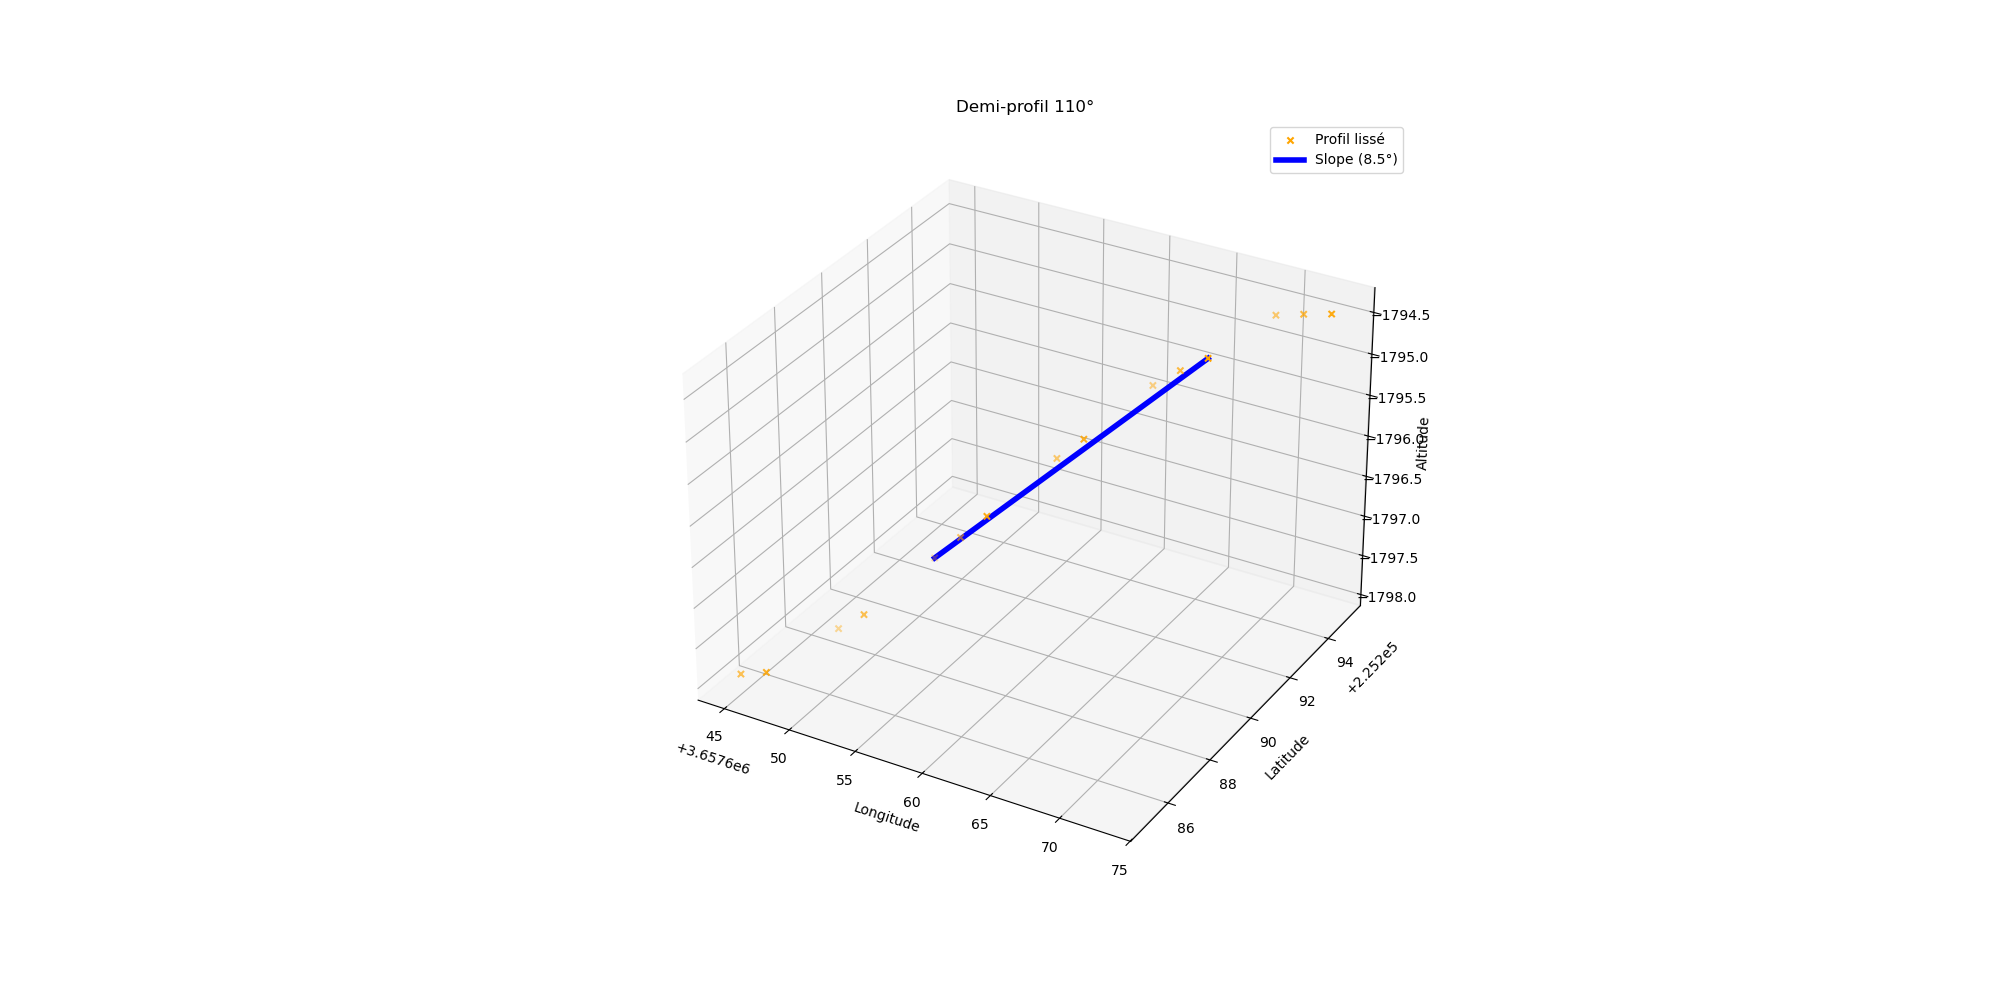 Demi-profil 110°
Profil lissé
Slope (8.5°)
−1794.5
−1795.0
−1795.5
−1796.0
−1796.5
−1797.0
−1797.5
−1798.0
Altitude
94
92
90
88
86
+2.252e5
Latitude
45
50
55
60
65
70
75
+3.6576e6
Longitude